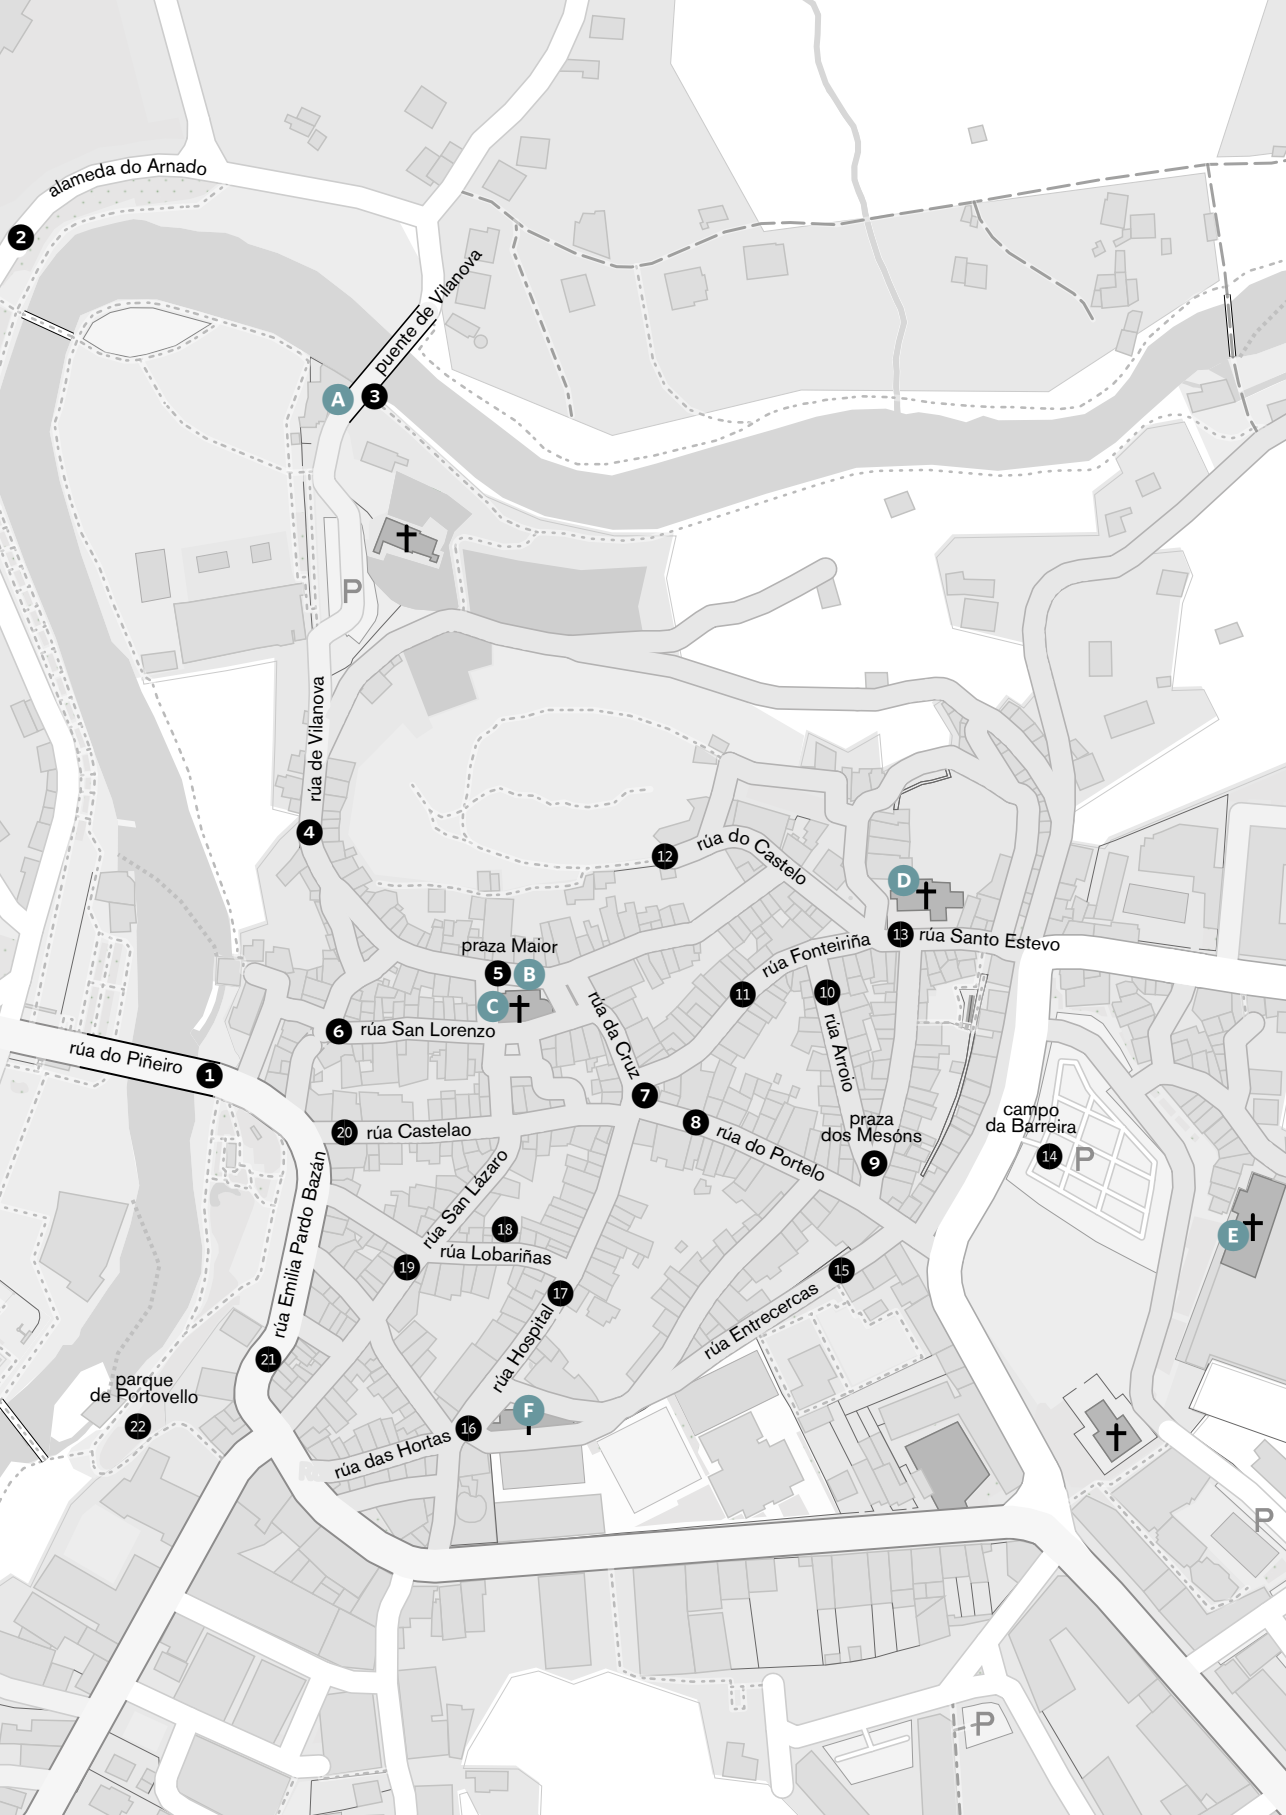 alameda do Arnado
2
puente de Vilanova
A
3
P
rúa de Vilanova
4
12
rúa do Castelo
D
13
rúa Santo Estevo
praza Maior
5
B
rúa Fonteiriña
11
10
C
rúa San Lorenzo
6
rúa da Cruz
rúa Arroio
rúa do Piñeiro
1
7
8
rúa do Portelo
praza
dos Mesóns
9
campo
da Barreira
14
P
20
rúa Castelao
rúa San Lázaro
18
rúa Lobariñas
19
E
rúa Emilia Pardo Bazán
17
15
rúa Entrecercas
rúa Hospital
21
parque
de Portovello
22
F
16
rúa das Hortas
P
P